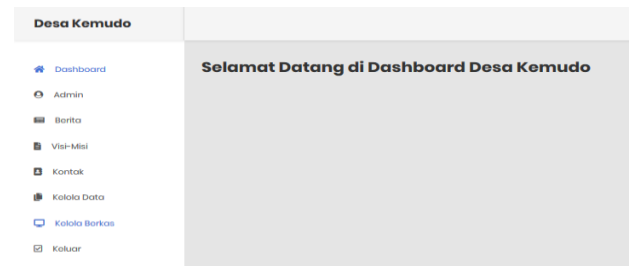 Desa Kemudo
Selamat Datang di Dashboard Desa Kemudo
Dashboard
Admin
Berita
Visi-Misi
Kontak
Kelola Data
Kelola Berkas
Keluar